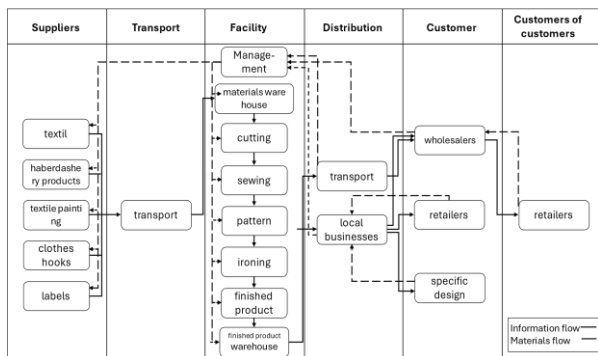 Suppliers
Transport
Facility
Distribution
Customer
Customers of
customers
Manage-
ment
materials ware
house
textil
cutting
wholesalers
haberdashe
ry products
sewing
transport
textile painti
ng
transport
pattern
local
businesses
retailers
retailers
clothes
hooks
ironing
labels
finished
product
specific
design
finished product
warehouse
Information flow
Materials flow